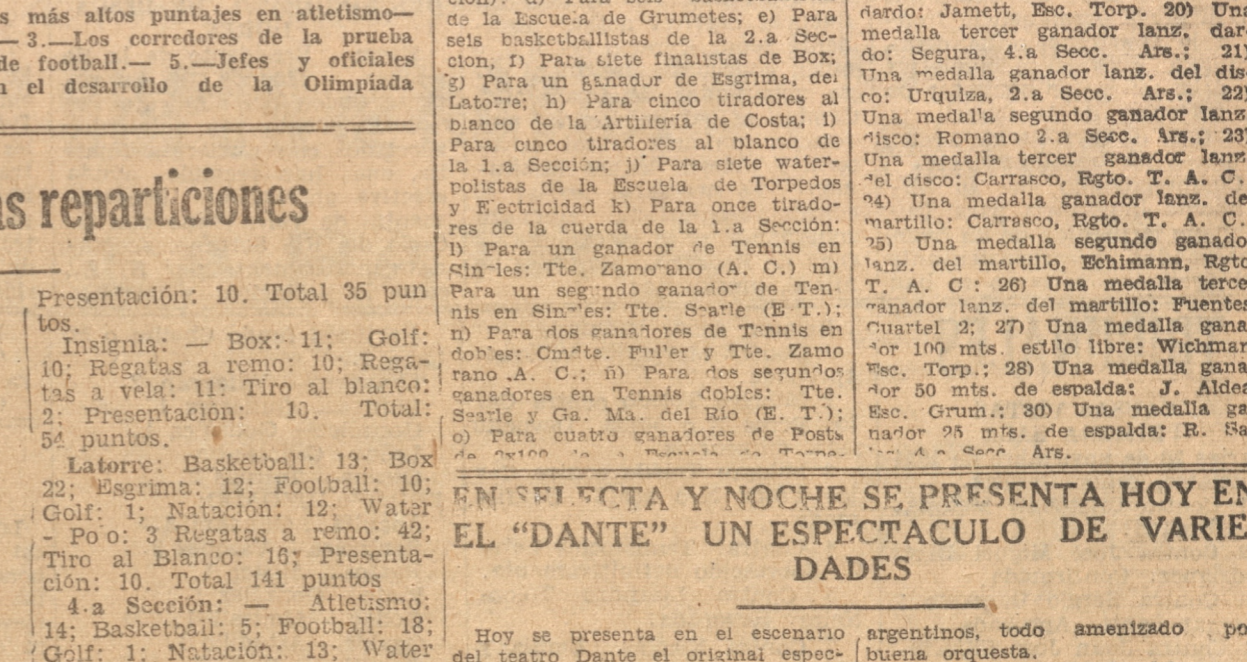 s más altos puntajes en atletismo—
— 3.—Los corredores de la prueba
de football.— 5.—Jefes y oficiales
n el desarrollo de la Olimpíada
as reparticiones
Presentación: 10. Total 35 pun
tos.
Insignia: — Box: 11; Golf:
10; Regatas a remo: 10; Rega-
tas a vela: 11: Tiro al blanco:
2; Presentación: 10. Total:
54 puntos.
Latorre: Basketball: 13; Box
22; Esgrima: 12; Football: 10;
Golf: 1; Natación: 12; Water
- Po o: 3 Regatas a remo: 42;
Tiro al Blanco: 16; Presenta-
ción: 10. Total 141 puntos
4.a Sección: — Atletismo:
14; Basketball: 5; Football: 18;
Golf: 1; Natación: 13; Water
de la Escuela de Grumetes; e) Para
seis basketballistas de la 2.a Sec-
cion, f) Para siete finalistas de Box;
g) Para un ganador de Esgrima, del
Latorre; h) Para cinco tiradores al
blanco de la Artillería de Costa; i)
Para cinco tiradores al blanco de
la 1.a Sección; j) Para siete water-
polistas de la Escuela de Torpedos
y E ectricidad k) Para once tirado-
res de la cuerda de la 1.a Sección:
l) Para un ganador de Tennis en
Singles: Tte. Zamorano (A. C.) m)
Para un segundo ganador de Ten-
nis en Singles: Tte. Searle (E T.);
n) Para dos ganadores de Tennis en
dobles: Cmdte. Ful'er y Tte. Zamo
rano .A. C.; ñ) Para dos segundos
ganadores en Tennis dobles: Tte.
Searle y Ga. Ma. del Río (E. T.);
o) Para cuatro ganadores de Posta
dardo: Jamett, Esc. Torp. 20) Una
medalla tercer ganador lanz. dar-
do: Segura, 4.a Secc. Ars.; 21)
Una medalla ganador lanz. del dis
co: Urquiza, 2.a Secc. Ars.; 22)
Una medalla segundo ganador lanz
disco: Romano 2.a Secc. Ars.; 23
Una medalla tercer ganador lanz
del disco: Carrasco, Rgto. T. A. C.
24) Una medalla ganador lanz. de
martillo: Carrasco, Rgto. T. A. C.
25) Una medalla segundo ganado
lanz. del martillo, Echimann, Rgto
T. A. C : 26) Una medalla terce
ganador lanz. del martillo: Fuentes
Cuartel 2; 27) Una medalla gana
dor 100 mts. estilo libre: Wichman
Esc. Torp.; 28) Una medalla gana
dor 50 mts. de espalda: J. Aldea
Esc. Grum.; 30) Una medalla ga
nador 25 mts. de espalda: R. Sa
4.a Secc Ars.
EN SELECTA Y NOCHE SE PRESENTA HOY EN
EL “DANTE” UN ESPECTACULO DE VARIE
DADES
Hoy se presenta en el escenario
del teatro Dante el original espec-
argentinos, todo amenizado po
buena orquesta.